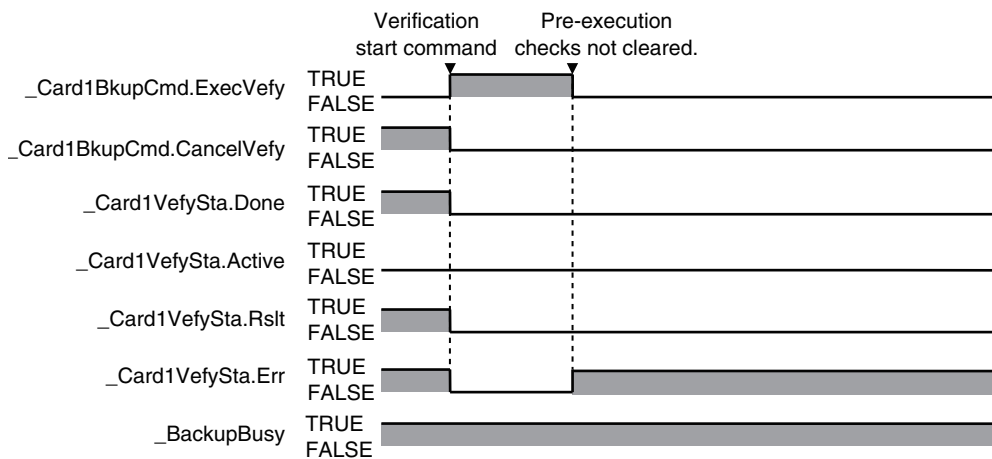 Verification start command
Pre-execution checks not cleared.
_Card1BkupCmd.ExecVefy TRUE FALSE
_Card1BkupCmd.CancelVefy TRUE FALSE
_Card1VefySta.Done TRUE FALSE
_Card1VefySta.Active TRUE FALSE
_Card1VefySta.Rslt TRUE FALSE
_Card1VefySta.Err TRUE FALSE
_BackupBusy TRUE FALSE